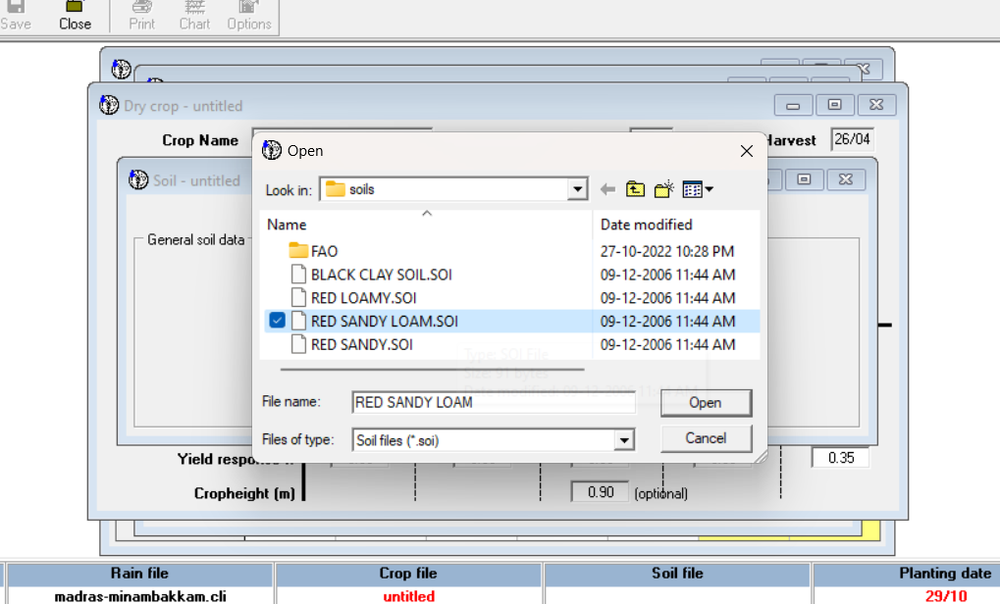 Save Close Print Chart Options
Dry crop - untitled
Crop Name Harvest 26/04
Open
Soil - untitled
Look in: soils
General soil data
Name Date modified
FAO 27-10-2022 10:28 PM
BLACK CLAY SOIL.SOI 09-12-2006 11:44 AM
RED LOAMY.SOI 09-12-2006 11:44 AM
RED SANDY LOAM.SOI 09-12-2006 11:44 AM
RED SANDY.SOI 09-12-2006 11:44 AM
Type: SOI File
Size: 91 bytes
File name: RED SANDY LOAM Open
Files of type: Soil files (*.soi) Cancel
Yield 0.35
Cropheight (m) 0.90 (optional)
Rain file Crop file Soil file Planting date
madras-minambakkam.cli untitled 29/10